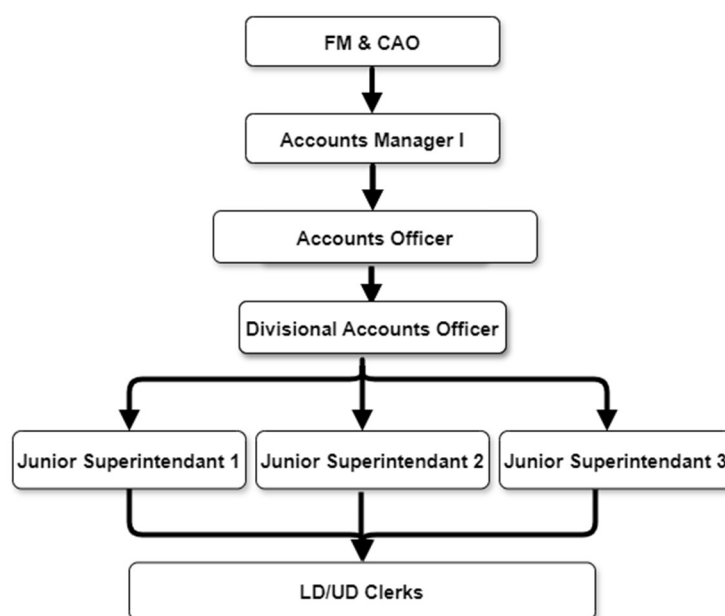 FM & CAO
Accounts Manager I
Accounts Officer
Divisional Accounts Officer
Junior Superintendant 1
Junior Superintendant 2
Junior Superintendant 3
LD/UD Clerks